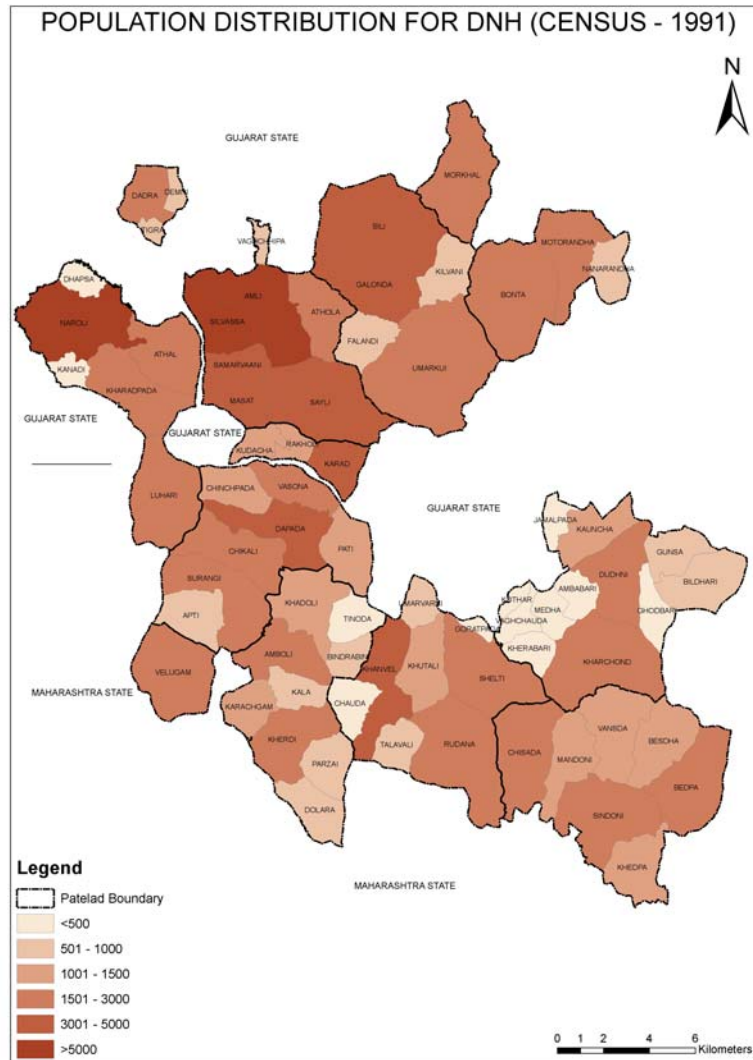 POPULATION DISTRIBUTION FOR DNH (CENSUS - 1991)
N
GUJARAT STATE
MORKHAL
DADRA
DEMNI
TIGRA
SILI
VAGHCHHIPA
MOTORANDHA
KILVANI
NANARANDHA
DHAPSA
GALONDA
AMLI
BONTA
ATHOLA
NAROLI
SILVASSA
FALANDI
ATHAL
SAMARVAANI
UMARKUI
KANADI
KHARADPADA
MASAT
SAYLI
GUJARAT STATE
GUJARAT STATE
RAKHOLI
KUDACHA
KARAD
CHINCHPADA
VASONA
LUHARI
GUJARAT STATE
JAMALPADA
KAUNCHA
DAPADA
PATI
CHIKALI
GUNSA
DUDHNI
BILDHARI
SURANGI
AMBABARI
KOTHAR
KHADOLI
UMARVARNI
MEDHA
GHODBARI
APTI
TINODA
VAGHCHAUDA
GORATPADA
KHERABARI
BINDRABIN
AMBOLI
KHANVEL
KHUTALI
VELUGAM
SHELTI
KHARCHOND
MAHARASHTRA STATE
KALA
CHAUDA
KARACHGAM
VANSDA
KHERDI
RUDANA
BESDHA
TALAVALI
CHISADA
MANDONI
PARZAI
BEDPA
DOLARA
SINDONI
KHEDPA
MAHARASHTRA STATE
Legend
Patelad Boundary
<500
501 - 1000
1001 - 1500
1501 - 3000
3001 - 5000
>5000
0 1 2 4 6
Kilometers